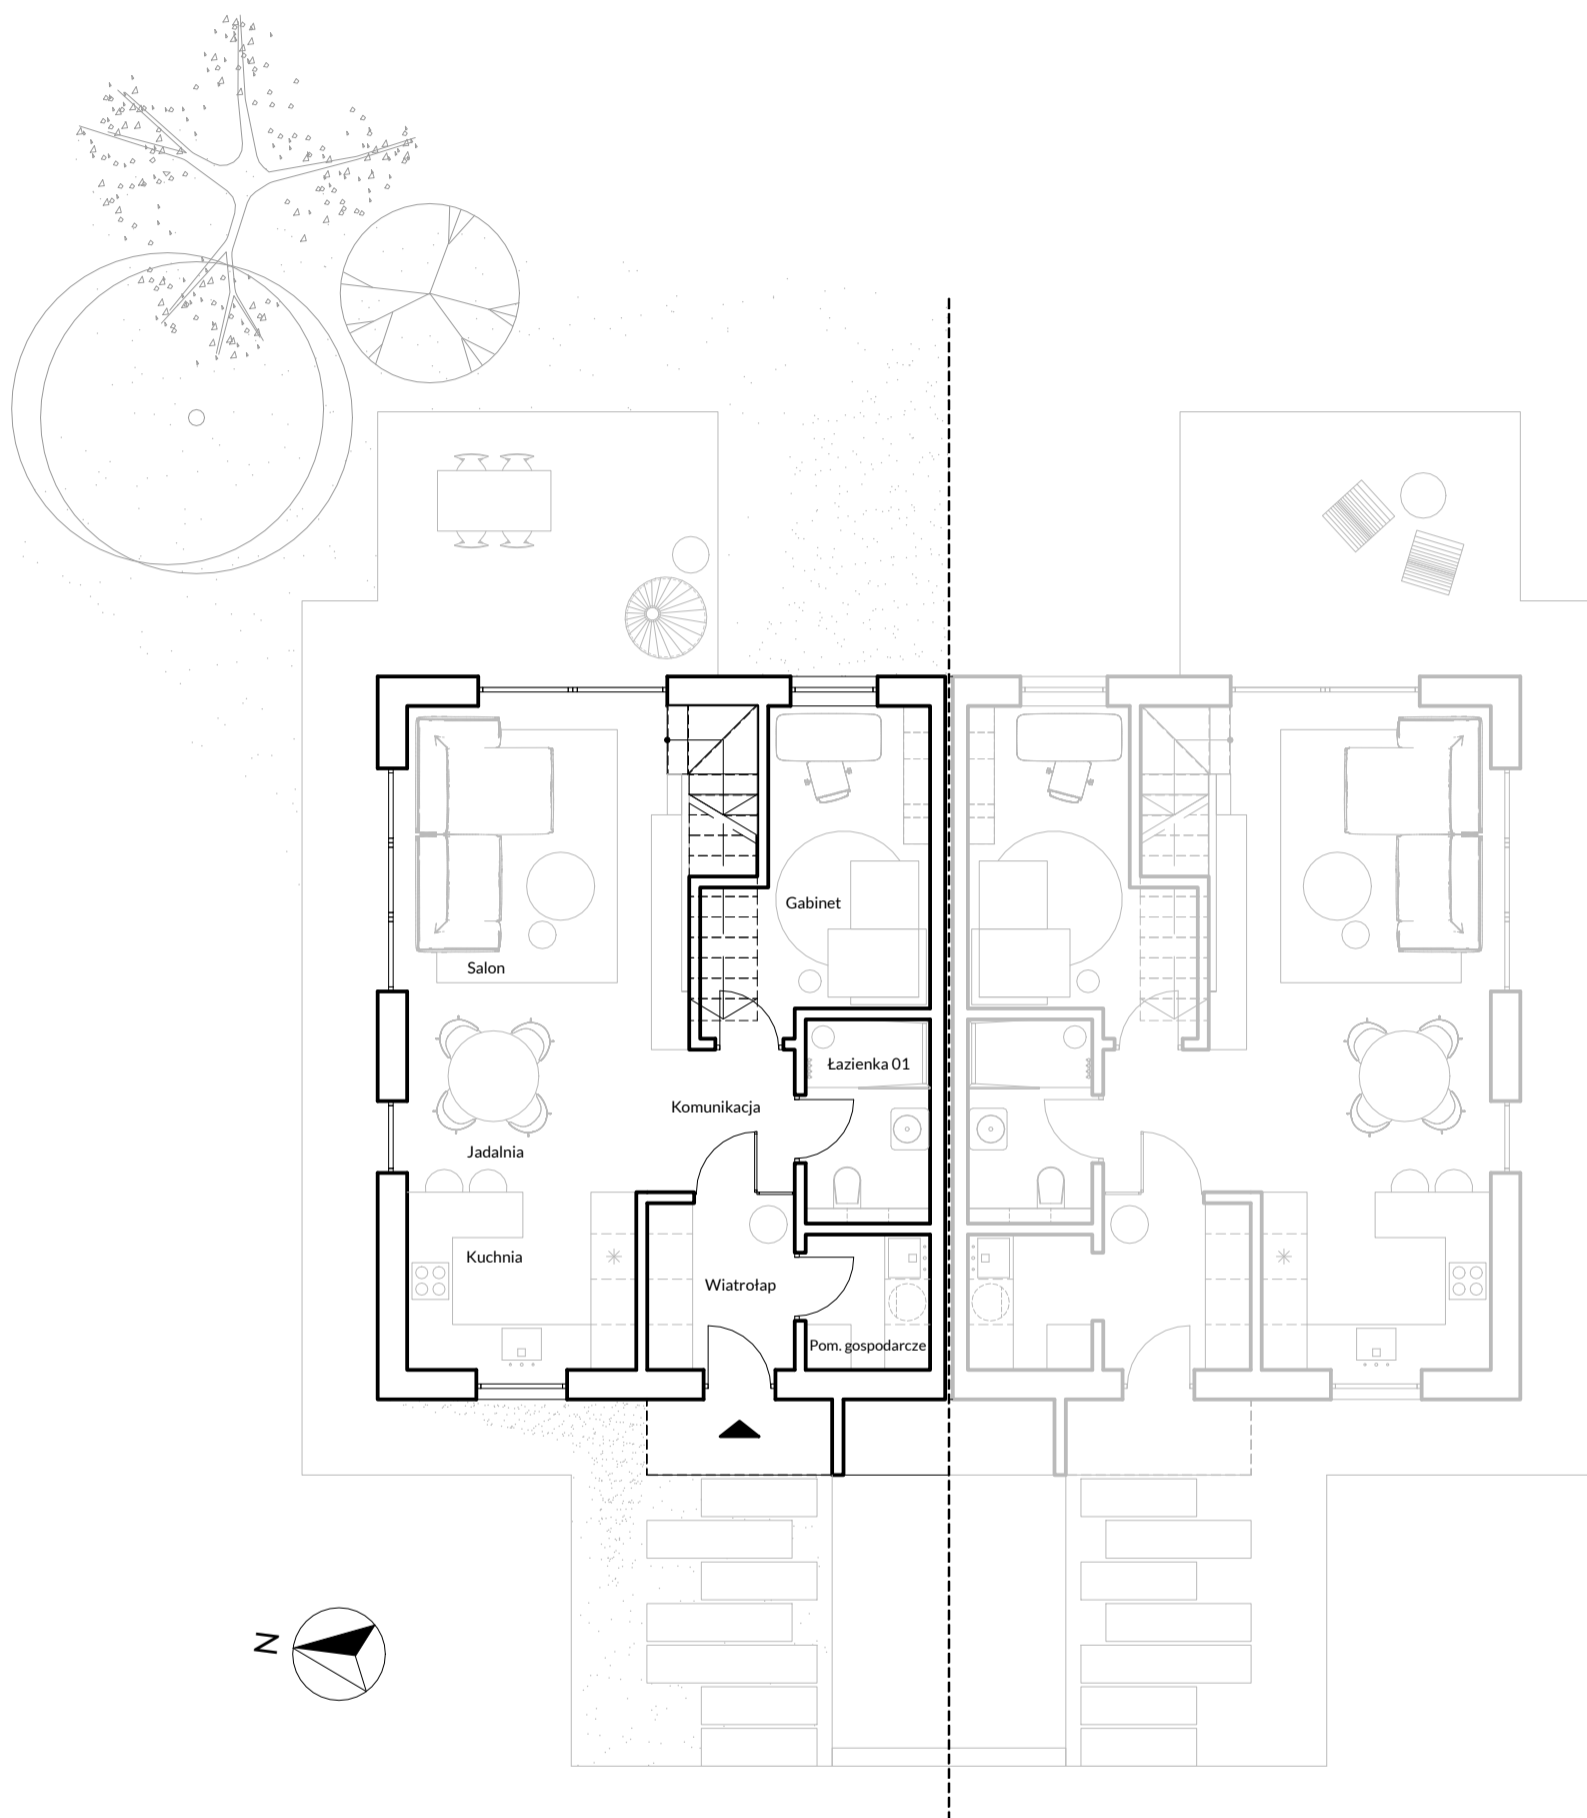 Gabinet
Salon
Łazienka 01
Komunikacja
Jadalnia
Kuchnia
Wiatrołap
Pom. gospodarcze
N